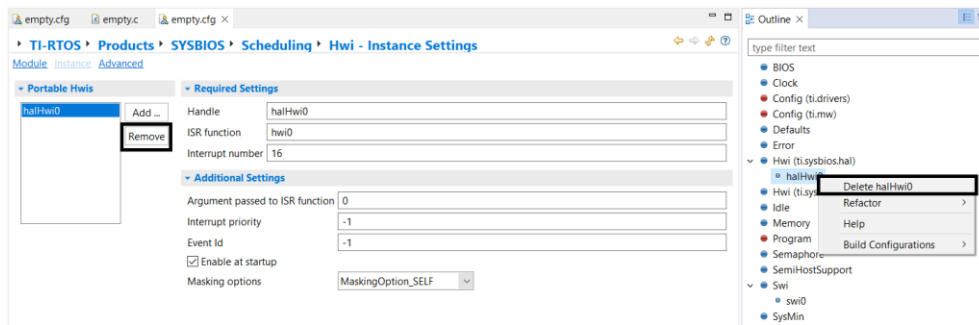 empty.cfg empty.c empty.cfg
TI-RTOS Products SYSBIOS Scheduling Hwi - Instance Settings
Module Instance Advanced
Portable Hwis
halHwi0
Add ...
Remove
Required Settings
Handle halHwi0
ISR function hwi0
Interrupt number 16
Additional Settings
Argument passed to ISR function 0
Interrupt priority -1
Event Id -1
Enable at startup
Masking options MaskingOption_SELF
Outline
type filter text
BIOS
Clock
Config (ti.drivers)
Config (ti.mw)
Defaults
Error
Hwi (ti.sysbios.hal)
halHwi0
Hwi (ti.sys
Idle
Memory
Program
Semaphore
SemiHostSupport
Swi
swi0
SysMin
Delete halHwi0
Refactor
Help
Build Configurations